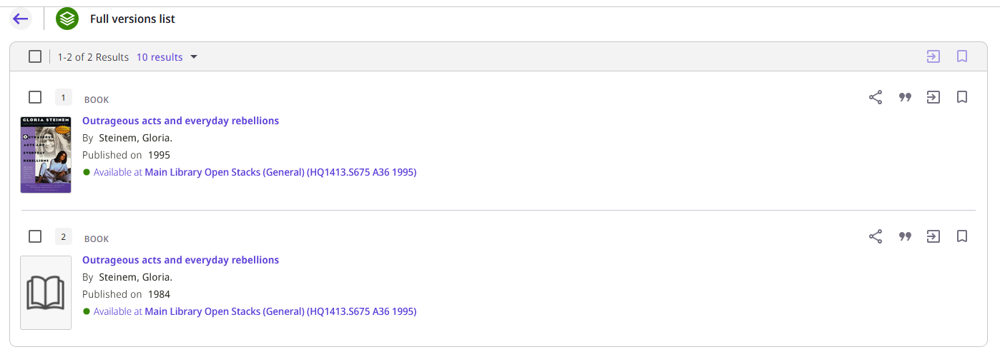 Full versions list
1-2 of 2 Results 10 results
1 BOOK
GLORIA STEINEM
OUTRAGEOUS
ACTS AND
EVERYDAY
REBELLIONS
Outrageous acts and everyday rebellions
By Steinem, Gloria.
Published on 1995
Available at Main Library Open Stacks (General) (HQ1413.S675 A36 1995)
2 BOOK
Outrageous acts and everyday rebellions
By Steinem, Gloria.
Published on 1984
Available at Main Library Open Stacks (General) (HQ1413.S675 A36 1995)